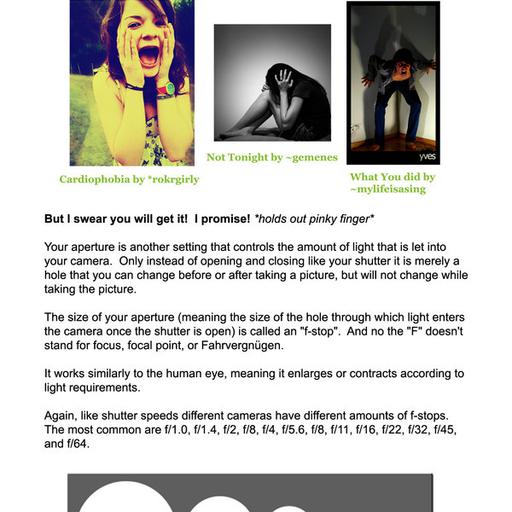 yves
Not Tonight by ~gemenes
Cardiophobia by *rokrgirly
What You did by
~mylifeisasing
But I swear you will get it!  I promise! *holds out pinky finger*
Your aperture is another setting that controls the amount of light that is let into
your camera.  Only instead of opening and closing like your shutter it is merely a
hole that you can change before or after taking a picture, but will not change while
taking the picture.
The size of your aperture (meaning the size of the hole through which light enters
the camera once the shutter is open) is called an "f-stop".  And no the "F" doesn't
stand for focus, focal point, or Fahrvergnügen.
It works similarly to the human eye, meaning it enlarges or contracts according to
light requirements.
Again, like shutter speeds different cameras have different amounts of f-stops.
The most common are f/1.0, f/1.4, f/2, f/8, f/4, f/5.6, f/8, f/11, f/16, f/22, f/32, f/45,
and f/64.